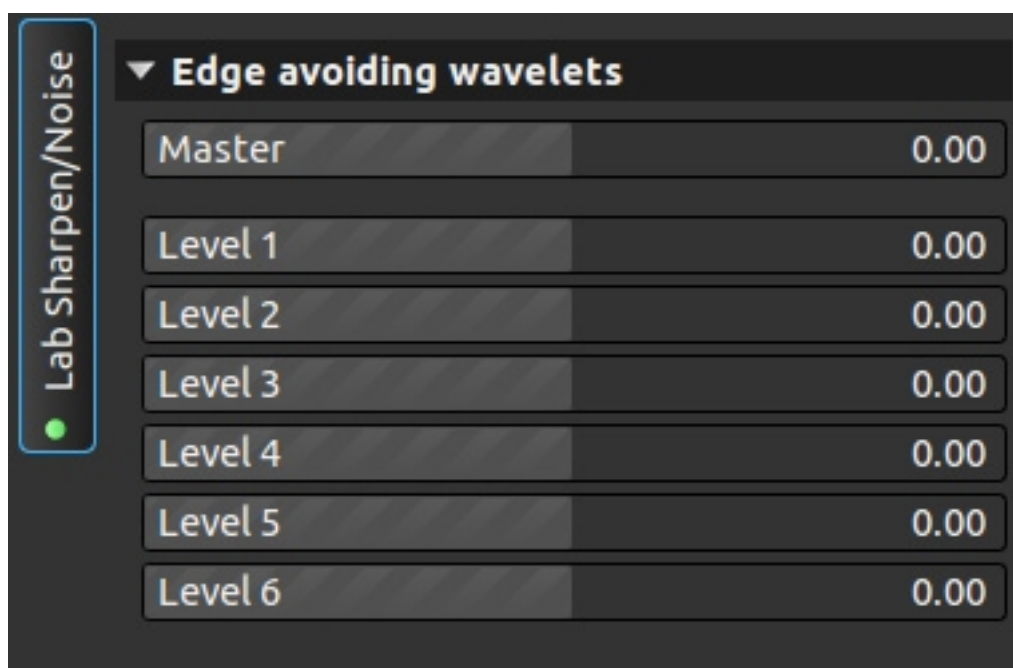 Lab Sharpen/Noise
Edge avoiding wavelets
Master 0.00
Level 1 0.00
Level 2 0.00
Level 3 0.00
Level 4 0.00
Level 5 0.00
Level 6 0.00